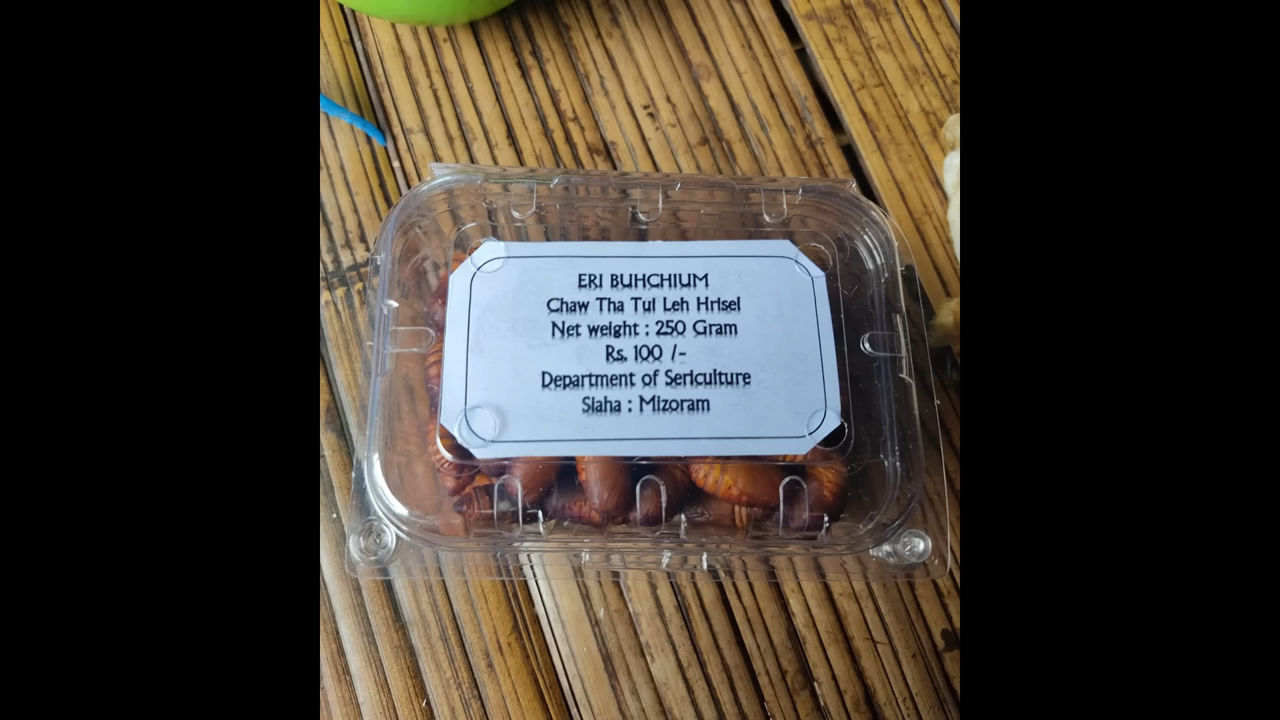 ERI BUHCHIUM
Chaw Tha Tui Leh Hrisel
Net weight : 250 Gram
Rs. 100 /-
Department of Sericulture
Siaha : Mizoram